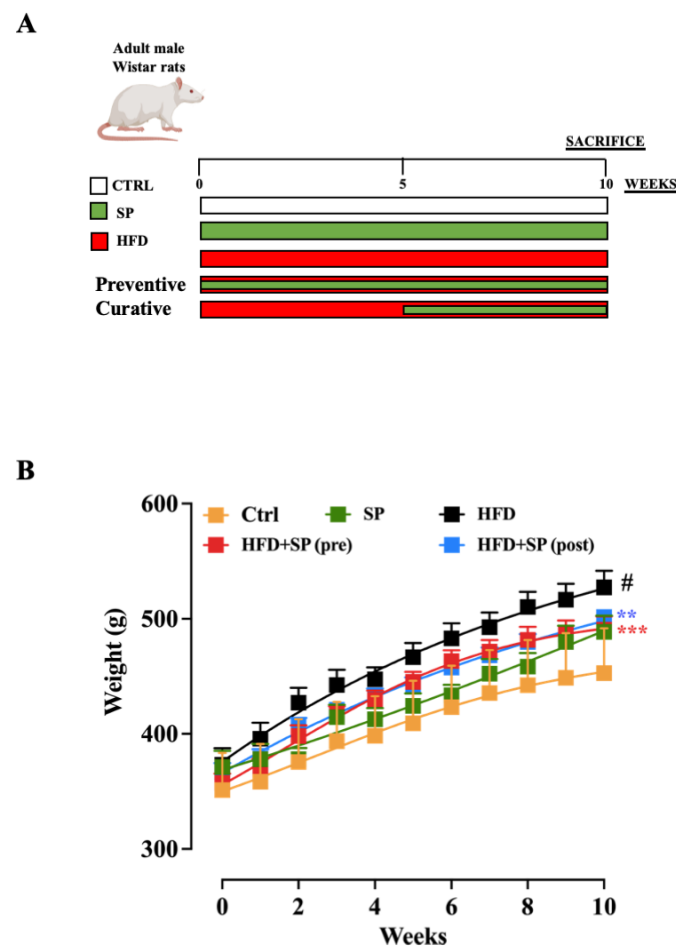 A
Adult male
Wistar rats
SACRIFICE
0 5 10 WEEKS
CTRL
SP
HFD
Preventive
Curative
B
600
Ctrl SP HFD
HFD+SP (pre) HFD+SP (post)
#
500
**
***
Weight (g)
400
300
0 2 4 6 8 10
Weeks